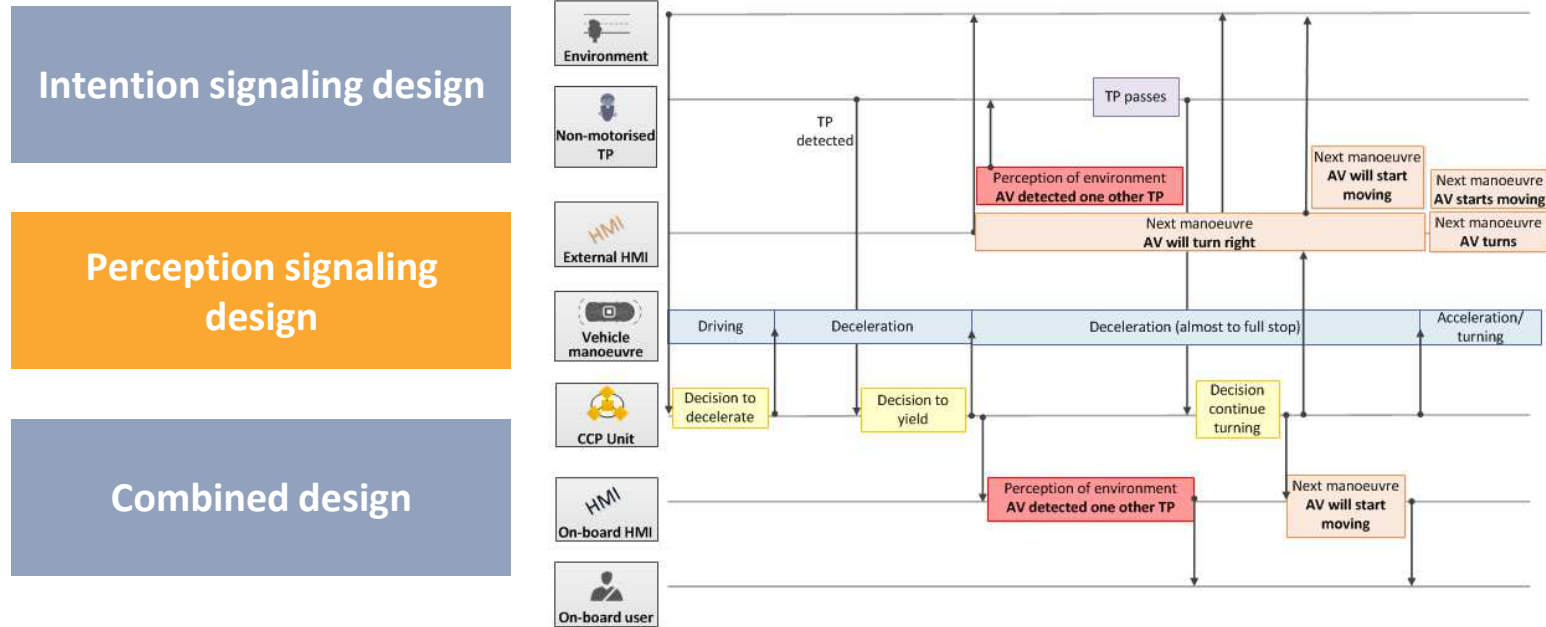 Intention signaling design
Perception signaling
design
Combined design
Environment
Non-motorised
TP
HMI
External HMI
Vehicle
manoeuvre
CCP Unit
HMI
On-board HMI
On-board user
TP passes
TP
detected
Perception of environment
AV detected one other TP
Next manoeuvre
AV will start
moving
Next manoeuvre
AV starts moving
Next manoeuvre
AV will turn right
Next manoeuvre
AV turns
Driving
Deceleration
Deceleration (almost to full stop)
Acceleration/
turning
Decision to
decelerate
Decision to
yield
Decision
continue
turning
Perception of environment
AV detected one other TP
Next manoeuvre
AV will start
moving